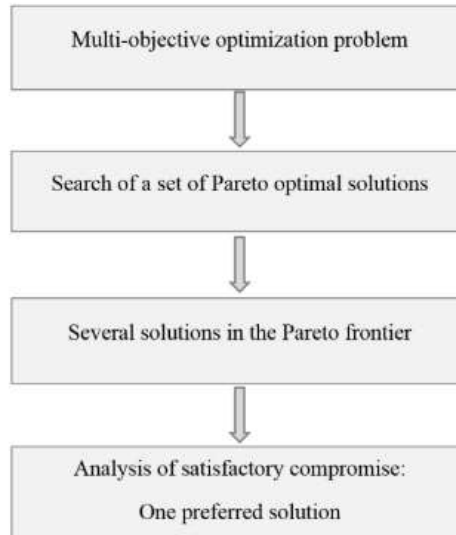 Multi-objective optimization problem
Search of a set of Pareto optimal solutions
Several solutions in the Pareto frontier
Analysis of satisfactory compromise:
One preferred solution